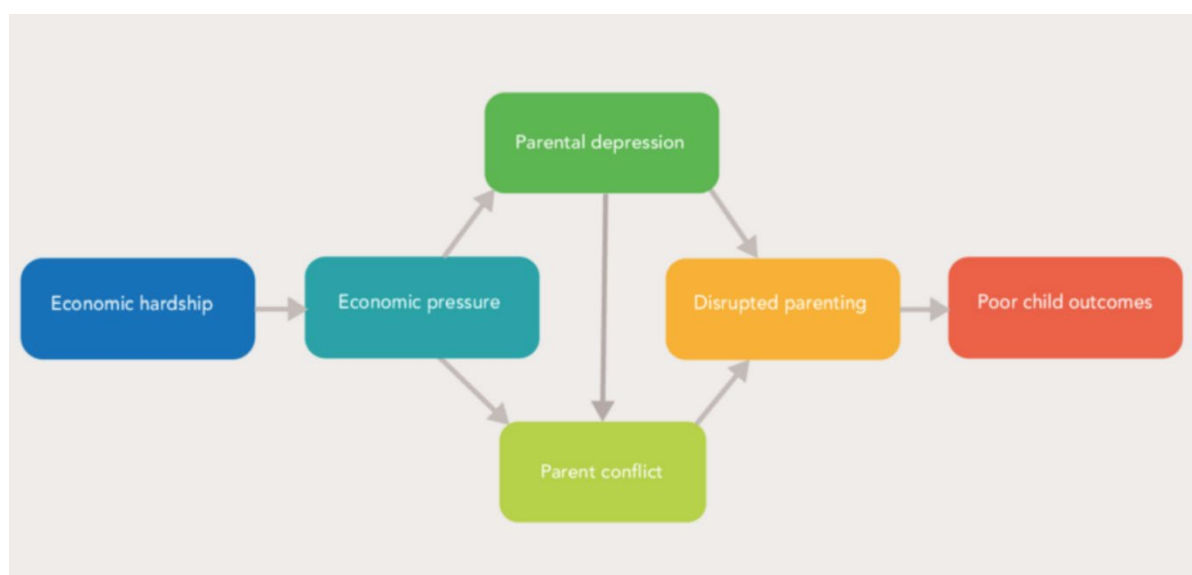 Parental depression
Economic hardship
Economic pressure
Disrupted parenting
Poor child outcomes
Parent conflict